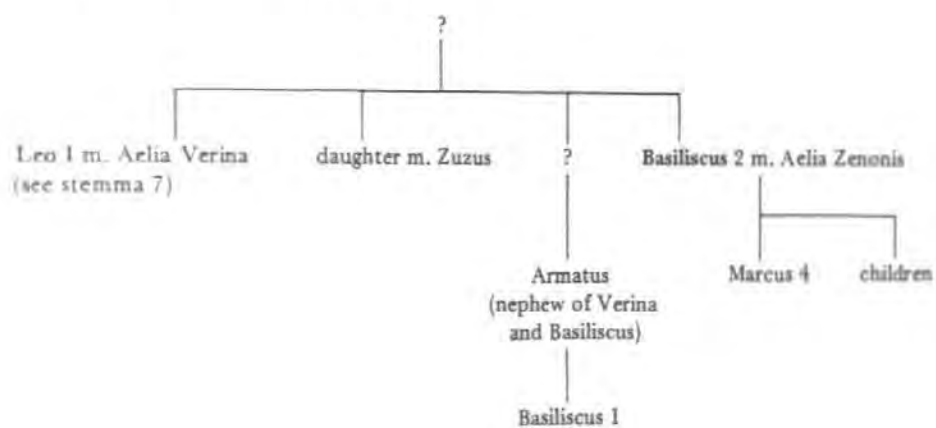 ?
Leo 1 m. Aelia Verina
(see stemma 7)
daughter m. Zuzus
?
Basiliscus 2 m. Aelia Zenonis
Armatus
(nephew of Verina
and Basiliscus)
Marcus 4
children
Basiliscus 1